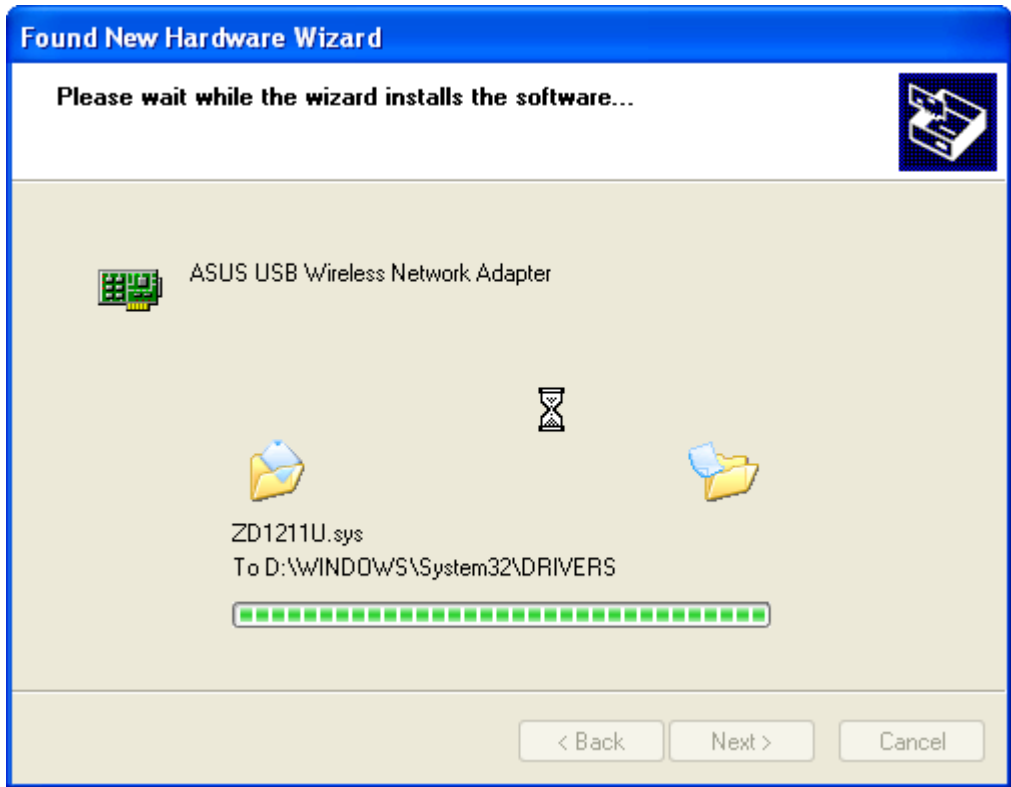 Found New Hardware Wizard
Please wait while the wizard installs the software...
ASUS USB Wireless Network Adapter
ZD1211U.sys
To D:\WINDOWS\System32\DRIVERS
< Back
Next >
Cancel